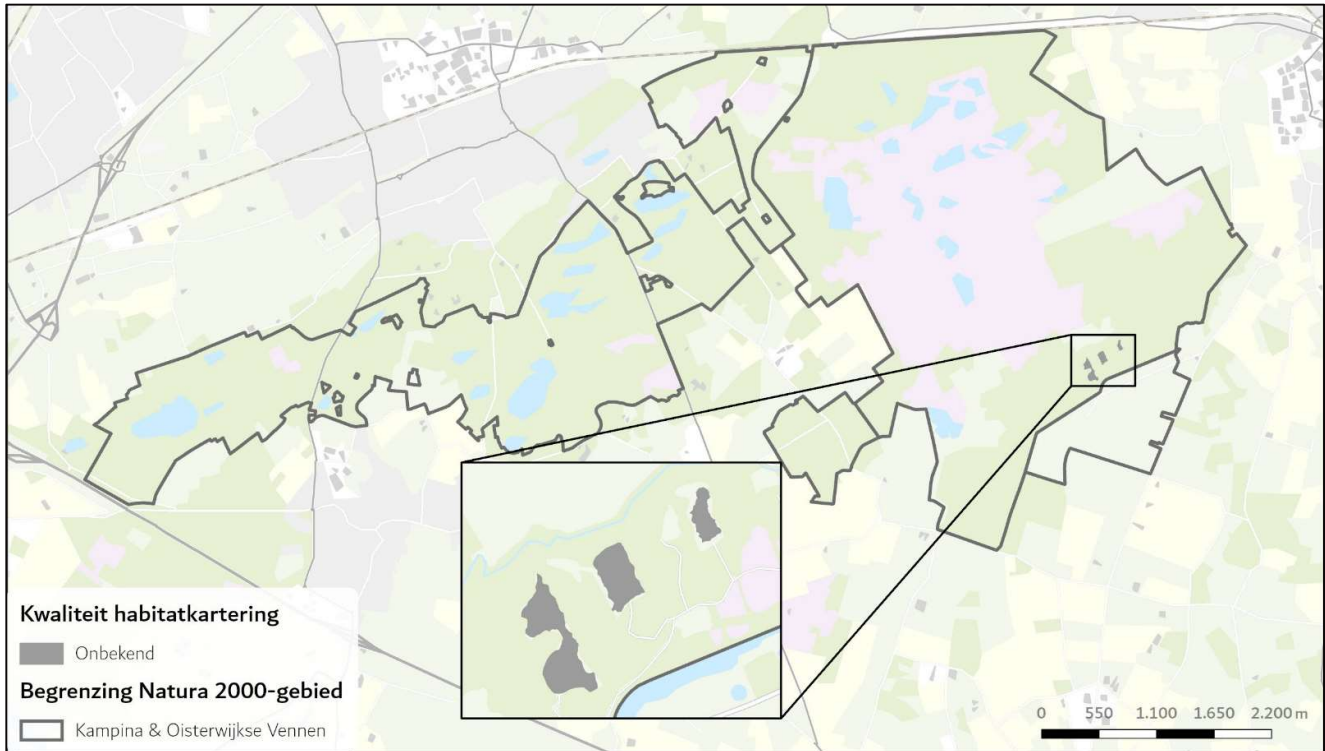 Kwaliteit habitatkartering
Onbekend
Begrenzing Natura 2000-gebied
Kampina & Oisterwijkse Vennen
0 550 1.100 1.650 2.200 m